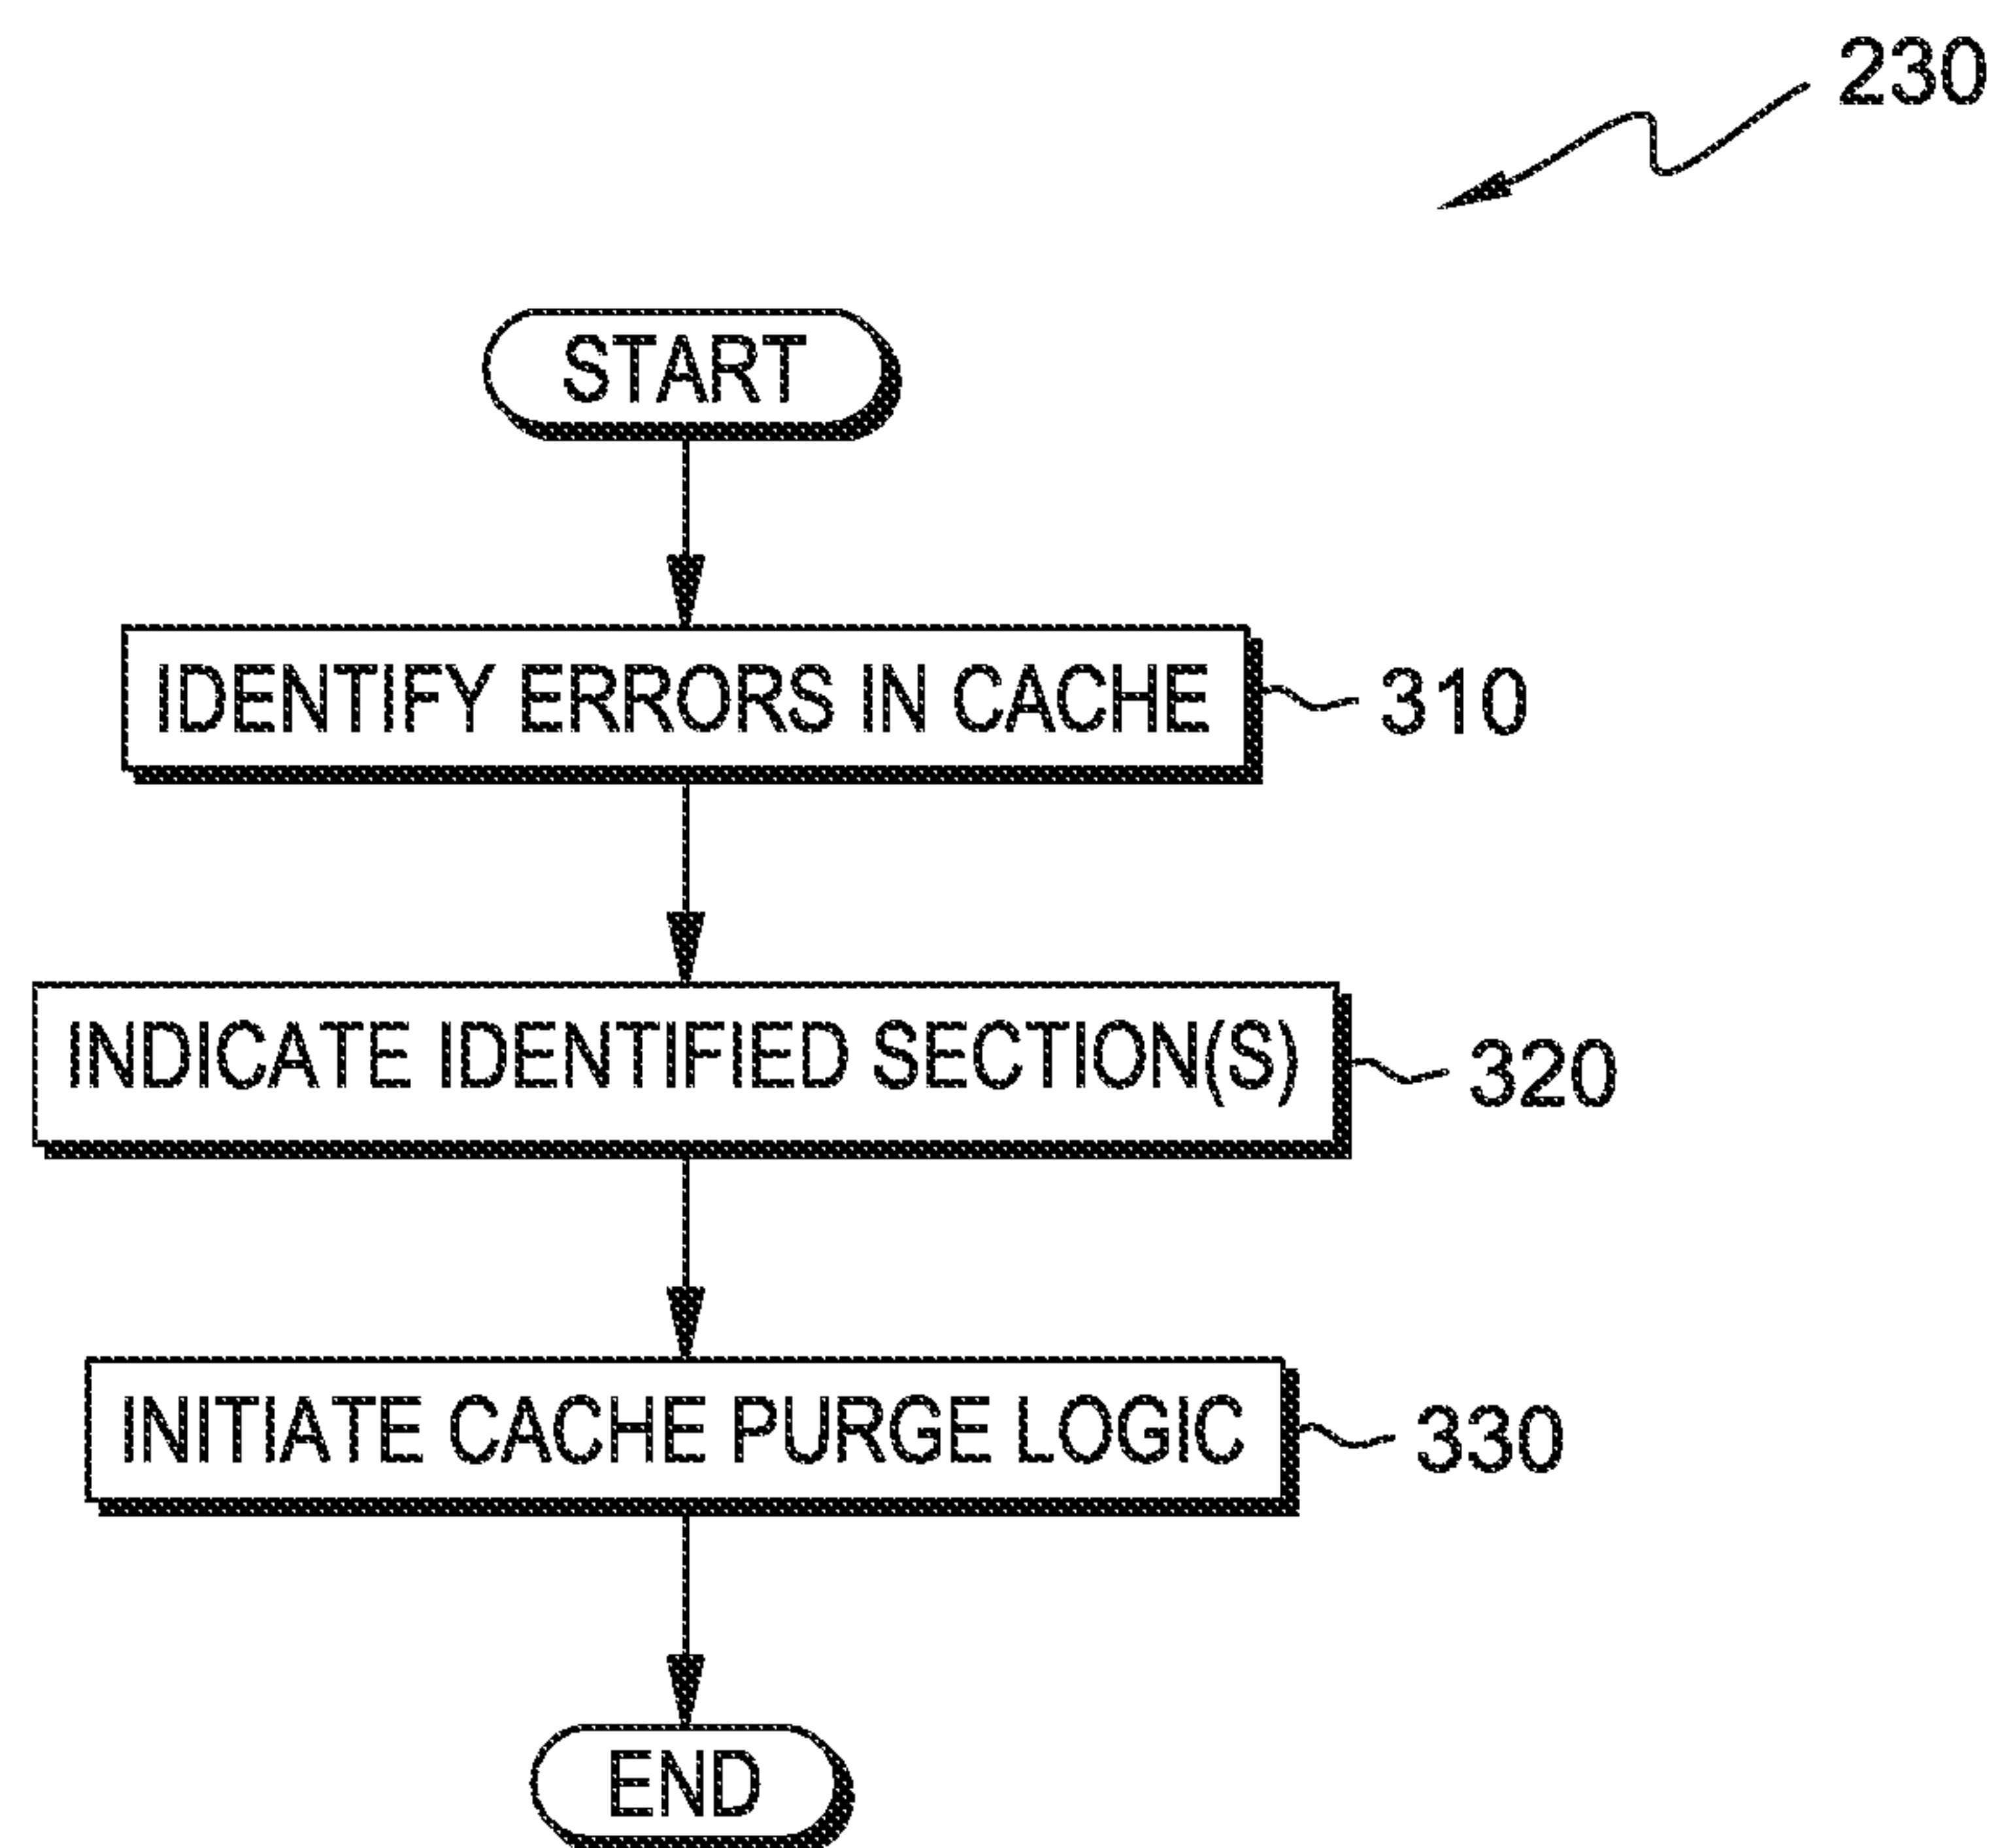 230
START
IDENTIFY ERRORS IN CACHE
310
INDICATE IDENTIFIED SECTION(S)
320
INITIATE CACHE PURGE LOGIC
330
END